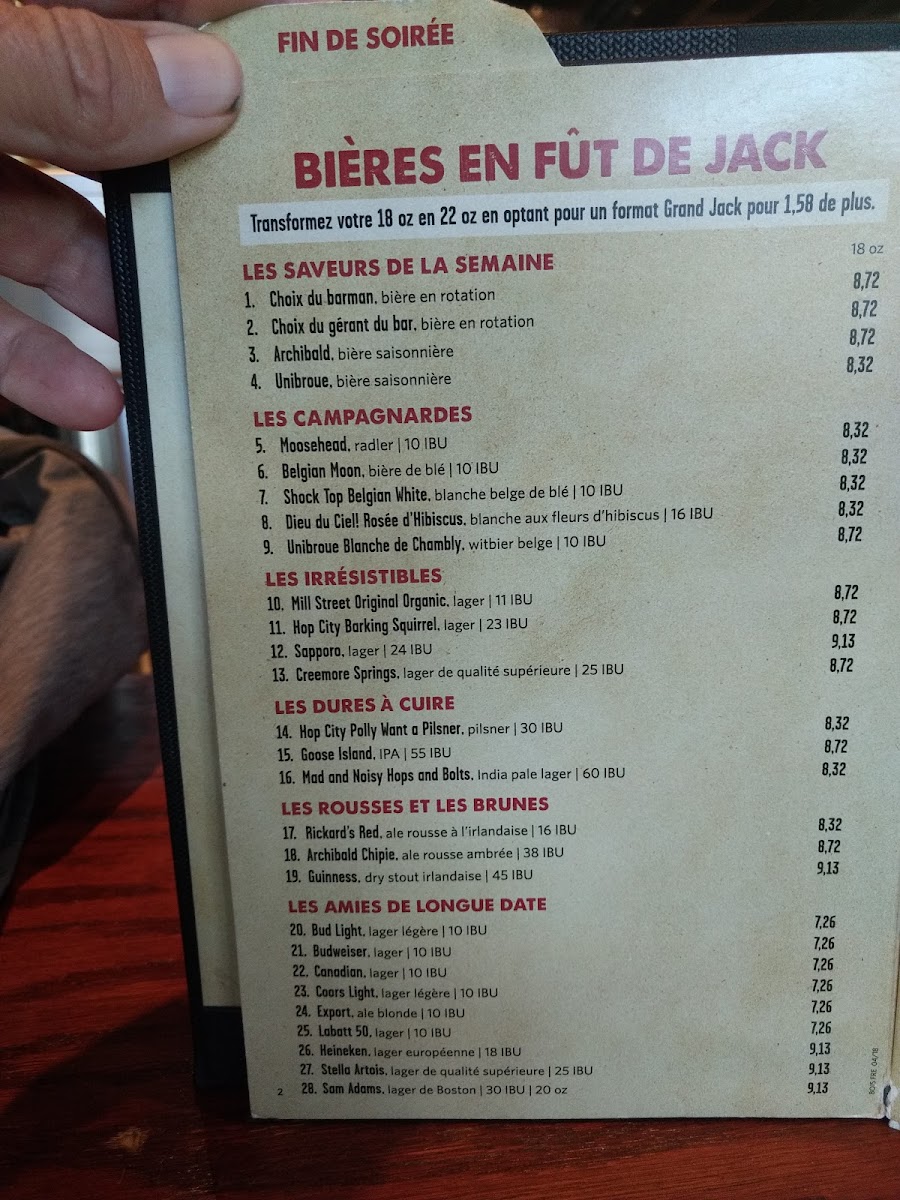 FIN DE SOIRÉE
BIÈRES EN FÛT DE JACK
Transformez votre 18 oz en 22 oz en optant pour un format Grand Jack pour 1,58 de plus.
18 oz
LES SAVEURS DE LA SEMAINE
1. Choix du barman, bière en rotation 8,72
2. Choix du gérant du bar, bière en rotation 8,72
3. Archibald, bière saisonnière 8,72
4. Unibroue, bière saisonnière 8,32
LES CAMPAGNARDES
5. Moosehead, radler | 10 IBU 8,32
6. Belgian Moon, bière de blé | 10 IBU 8,32
7. Shock Top Belgian White, blanche belge de blé | 10 IBU 8,32
8. Dieu du Ciel! Rosée d'Hibiscus, blanche aux fleurs d'hibiscus | 16 IBU 8,32
9. Unibroue Blanche de Chambly, witbier belge | 10 IBU 8,72
LES IRRÉSISTIBLES
10. Mill Street Original Organic, lager | 11 IBU 8,72
11. Hop City Barking Squirrel, lager | 23 IBU 8,72
12. Sapporo, lager | 24 IBU 9,13
13. Creemore Springs, lager de qualité supérieure | 25 IBU 8,72
LES DURES À CUIRE
14. Hop City Polly Want a Pilsner, pilsner | 30 IBU 8,32
15. Goose Island, IPA | 55 IBU 8,72
16. Mad and Noisy Hops and Bolts, India pale lager | 60 IBU 8,32
LES ROUSSES ET LES BRUNES
17. Rickard's Red, ale rousse à l'irlandaise | 16 IBU 8,32
18. Archibald Chipie, ale rousse ambrée | 38 IBU 8,72
19. Guinness, dry stout irlandaise | 45 IBU 9,13
LES AMIES DE LONGUE DATE
20. Bud Light, lager légère | 10 IBU 7,26
21. Budweiser, lager | 10 IBU 7,26
22. Canadian, lager | 10 IBU 7,26
23. Coors Light, lager légère | 10 IBU 7,26
24. Export, ale blonde | 10 IBU 7,26
25. Labatt 50, lager | 10 IBU 7,26
26. Heineken, lager européenne | 18 IBU 9,13
27. Stella Artois, lager de qualité supérieure | 25 IBU 9,13
28. Sam Adams, lager de Boston | 30 IBU | 20 oz 9,13
2
FRE 04/18